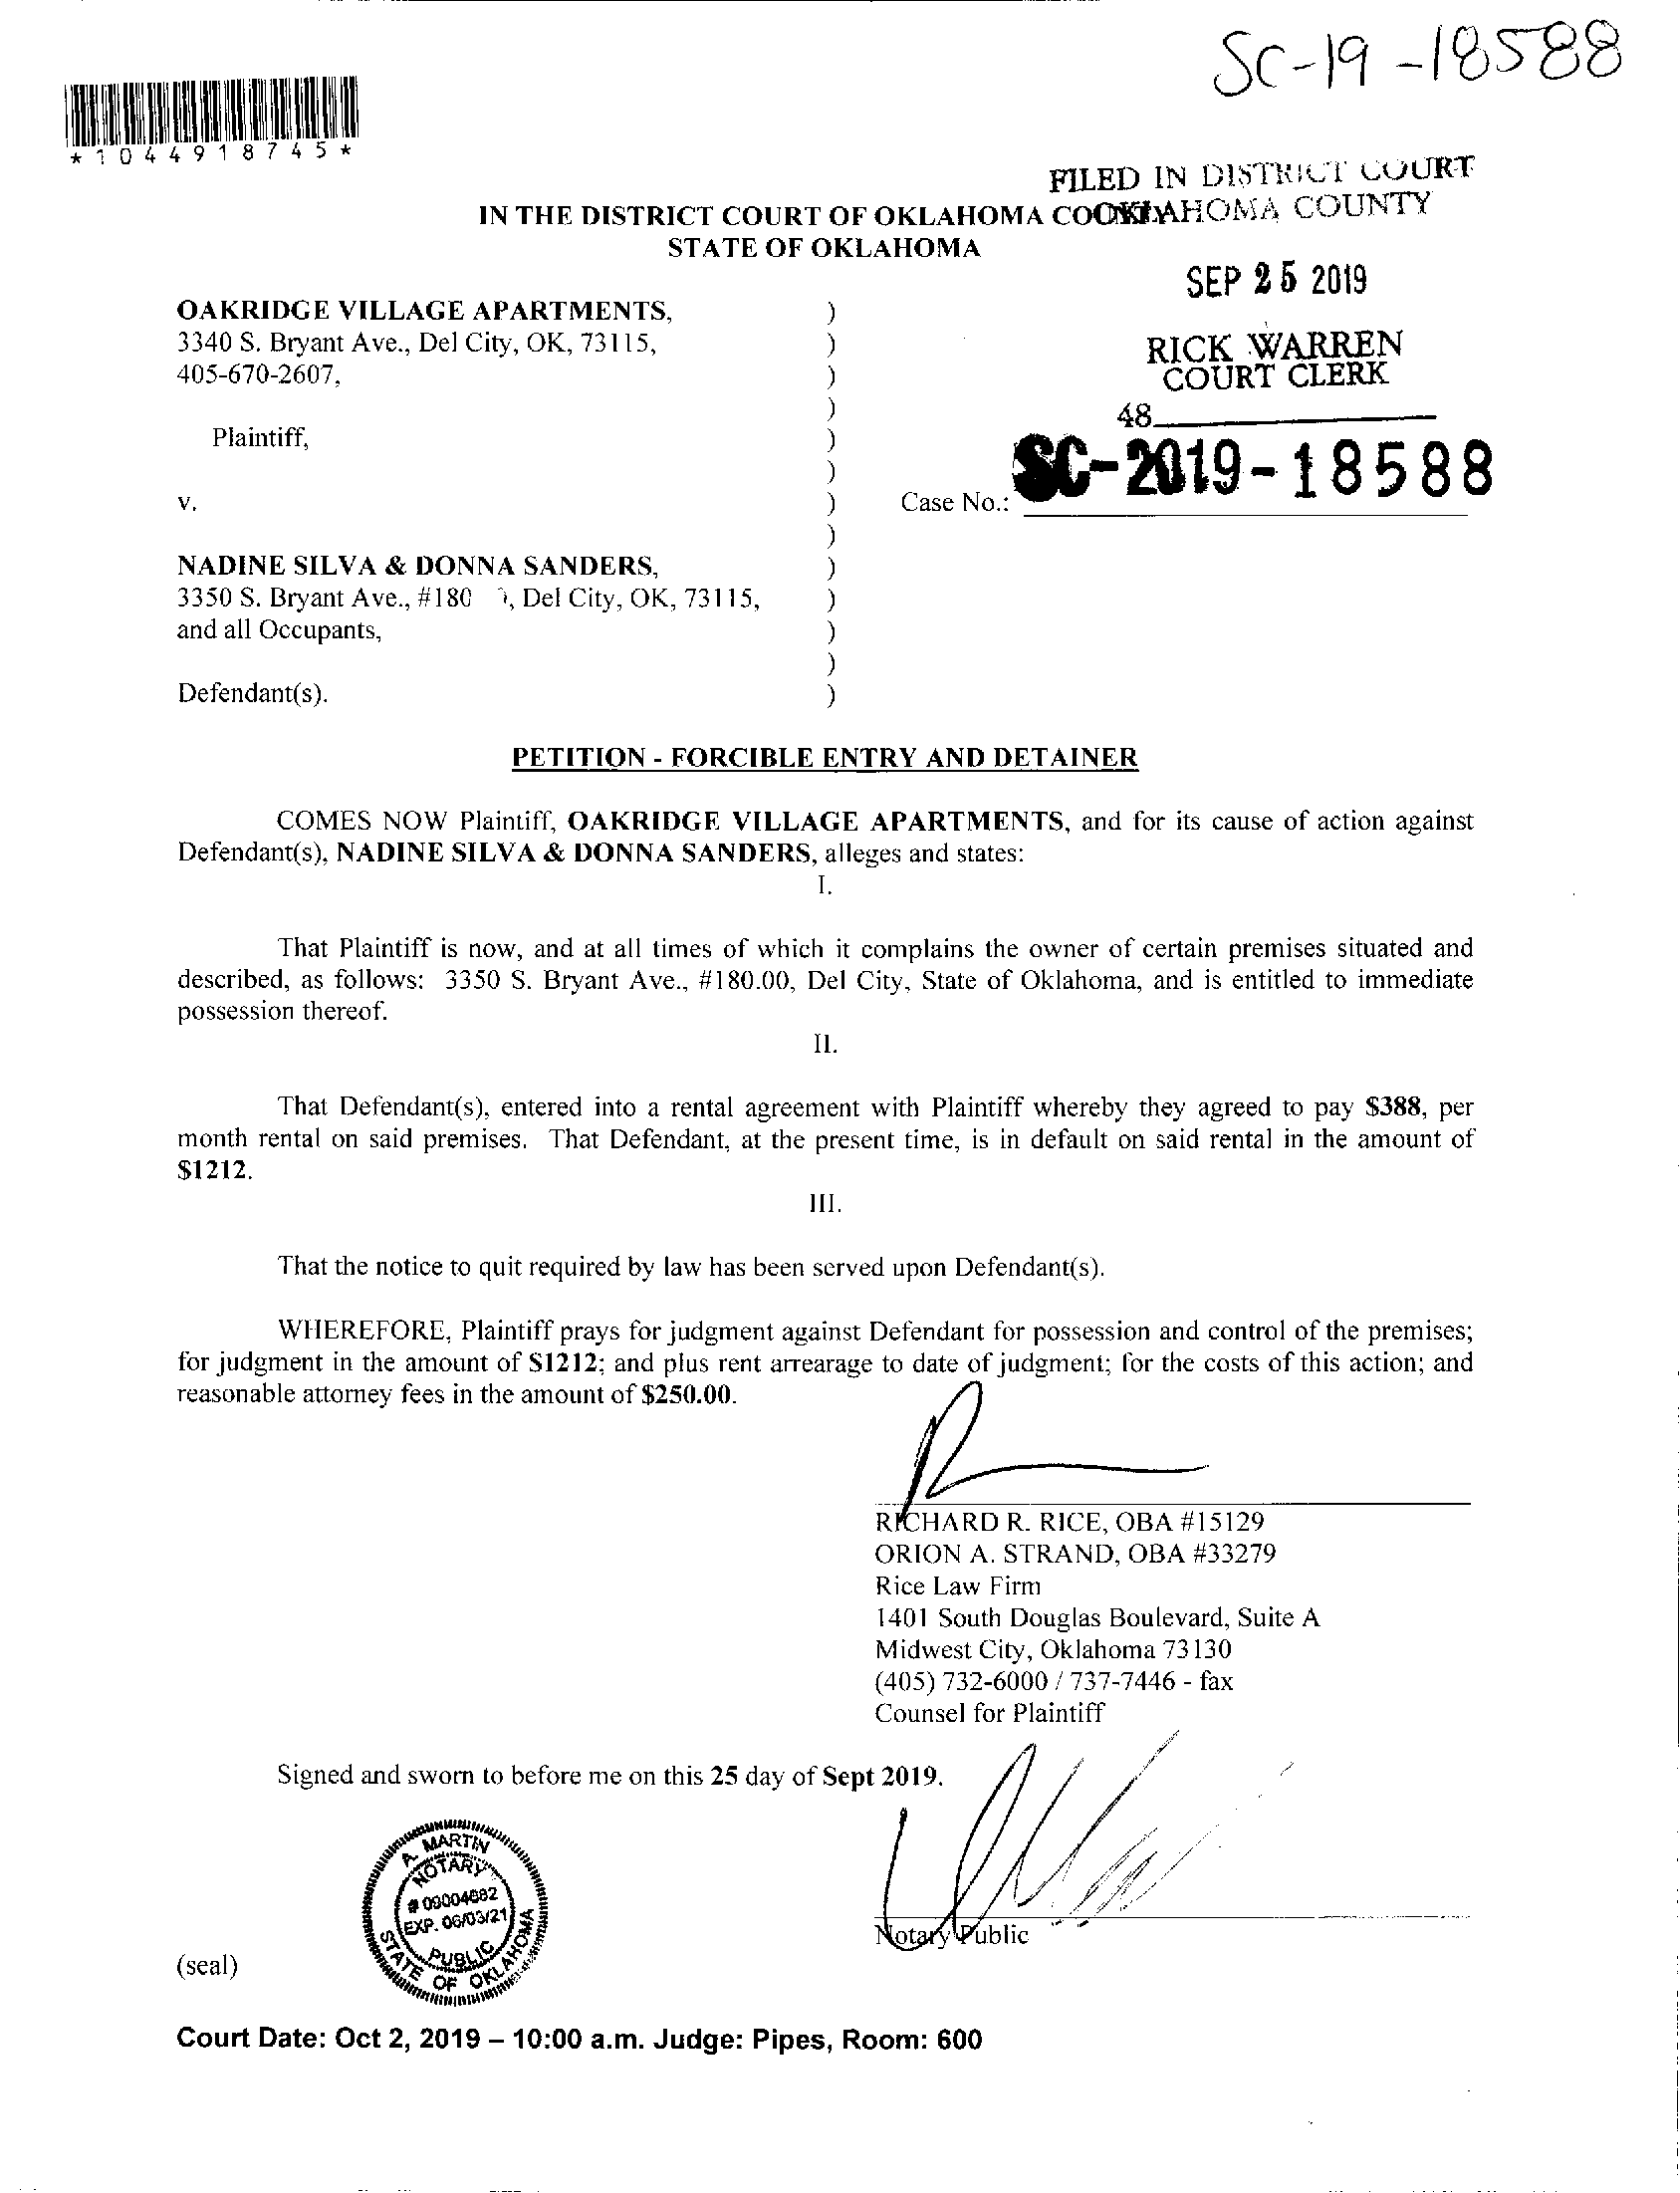 SC-19-18588
*1044918745*
FILED IN DISTRICT COURT
OKLAHOMA COUNTY
IN THE DISTRICT COURT OF OKLAHOMA
STATE OF OKLAHOMA
SEP 25 2019
RICK WARREN
COURT CLERK
48
OAKRIDGE VILLAGE APARTMENTS, )
3340 S. Bryant Ave., Del City, OK, 73115, )
405-670-2607, )
)
Plaintiff, )
)
v. ) Case No.: SC-2019-18588
)
NADINE SILVA & DONNA SANDERS, )
3350 S. Bryant Ave., #180 , Del City, OK, 73115, )
and all Occupants, )
)
Defendant(s). )
PETITION - FORCIBLE ENTRY AND DETAINER
COMES NOW Plaintiff, OAKRIDGE VILLAGE APARTMENTS, and for its cause of action against
Defendant(s), NADINE SILVA & DONNA SANDERS, alleges and states:
I.
That Plaintiff is now, and at all times of which it complains the owner of certain premises situated and
described, as follows: 3350 S. Bryant Ave., #180.00, Del City, State of Oklahoma, and is entitled to immediate
possession thereof.
II.
That Defendant(s), entered into a rental agreement with Plaintiff whereby they agreed to pay $388, per
month rental on said premises. That Defendant, at the present time, is in default on said rental in the amount of
$1212.
III.
That the notice to quit required by law has been served upon Defendant(s).
WHEREFORE, Plaintiff prays for judgment against Defendant for possession and control of the premises;
for judgment in the amount of $1212; and plus rent arrearage to date of judgment; for the costs of this action; and
reasonable attorney fees in the amount of $250.00.
RICHARD R. RICE, OBA #15129
ORION A. STRAND, OBA #33279
Rice Law Firm
1401 South Douglas Boulevard, Suite A
Midwest City, Oklahoma 73130
(405) 732-6000 / 737-7446 - fax
Counsel for Plaintiff
Signed and sworn to before me on this 25 day of Sept 2019.
A. MARTIN
NOTARY
# 00004682
EXP. 06/03/21
PUBLIC
STATE OF OKLAHOMA
Notary Public
(seal)
Court Date: Oct 2, 2019 – 10:00 a.m. Judge: Pipes, Room: 600